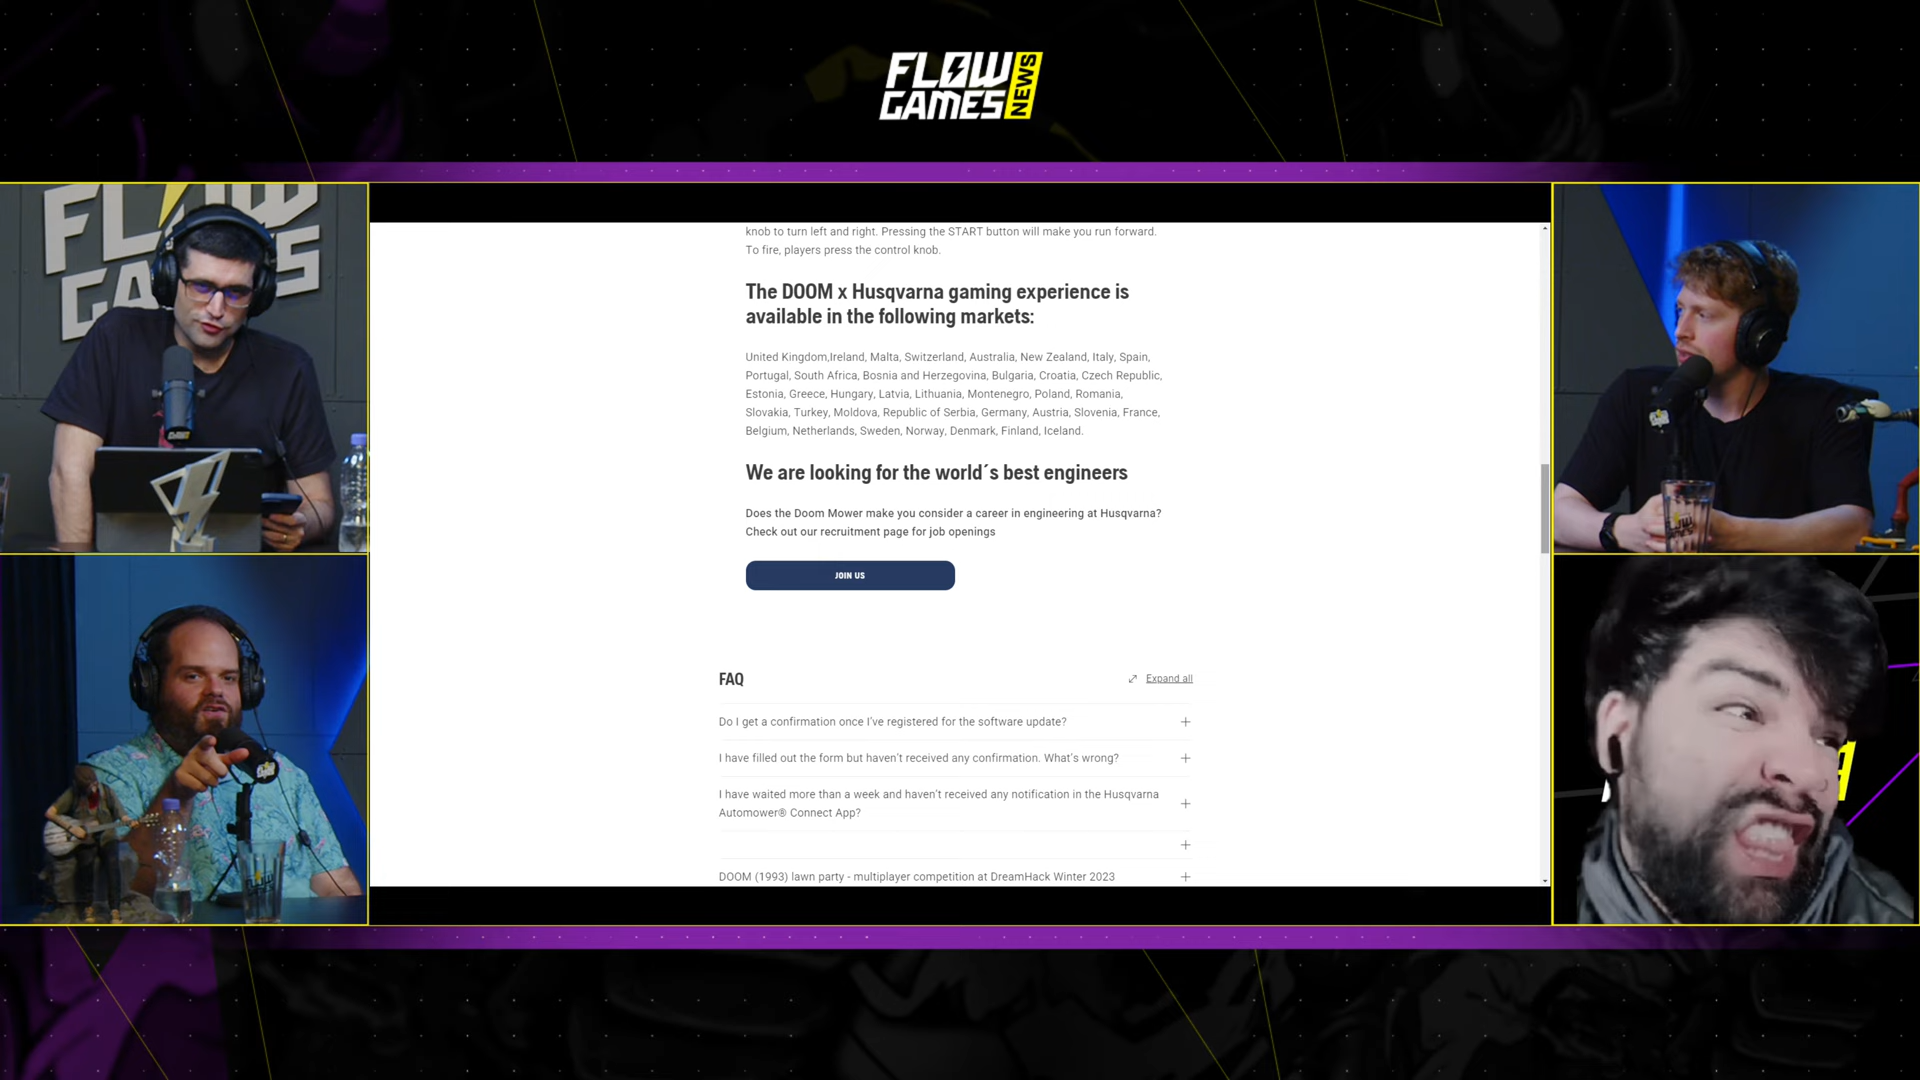 FLOW
GAMES
NEWS
FLOW
GAMES
knob to turn left and right. Pressing the START button will make you run forward.
To fire, players press the control knob.
The DOOM x Husqvarna gaming experience is
available in the following markets:
United Kingdom,Ireland, Malta, Switzerland, Australia, New Zealand, Italy, Spain,
Portugal, South Africa, Bosnia and Herzegovina, Bulgaria, Croatia, Czech Republic,
Estonia, Greece, Hungary, Latvia, Lithuania, Montenegro, Poland, Romania,
Slovakia, Turkey, Moldova, Republic of Serbia, Germany, Austria, Slovenia, France,
Belgium, Netherlands, Sweden, Norway, Denmark, Finland, Iceland.
We are looking for the world´s best engineers
Does the Doom Mower make you consider a career in engineering at Husqvarna?
Check out our recruitment page for job openings
JOIN US
FAQ
Expand all
Do I get a confirmation once I've registered for the software update?
I have filled out the form but haven't received any confirmation. What's wrong?
I have waited more than a week and haven't received any notification in the Husqvarna
Automower® Connect App?
DOOM (1993) lawn party - multiplayer competition at DreamHack Winter 2023